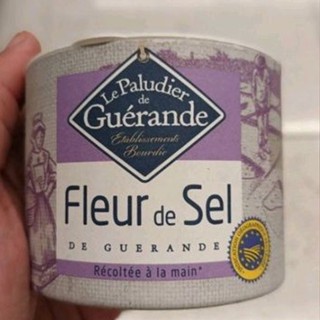 Le Paludier
de
Guérande
Etablissements
Bourdic
Fleur de Sel
DE GUERANDE
Récoltée à la main*